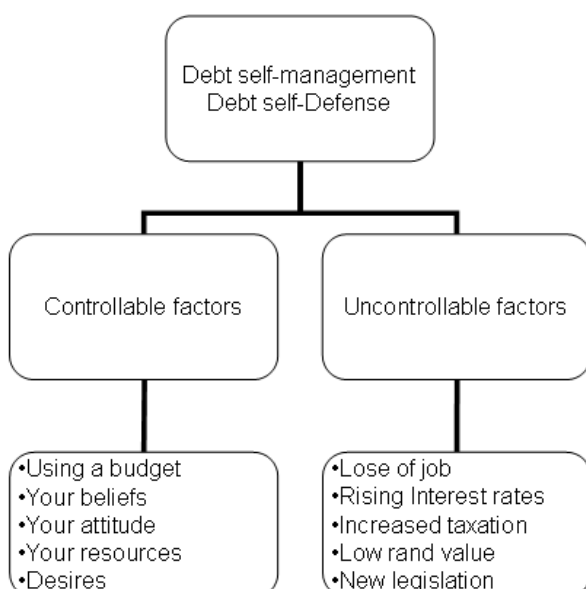 Debt self-management
Debt self-Defense
Controllable factors
Uncontrollable factors
•Using a budget
•Your beliefs
•Your attitude
•Your resources
•Desires
•Lose of job
•Rising Interest rates
•Increased taxation
•Low rand value
•New legislation